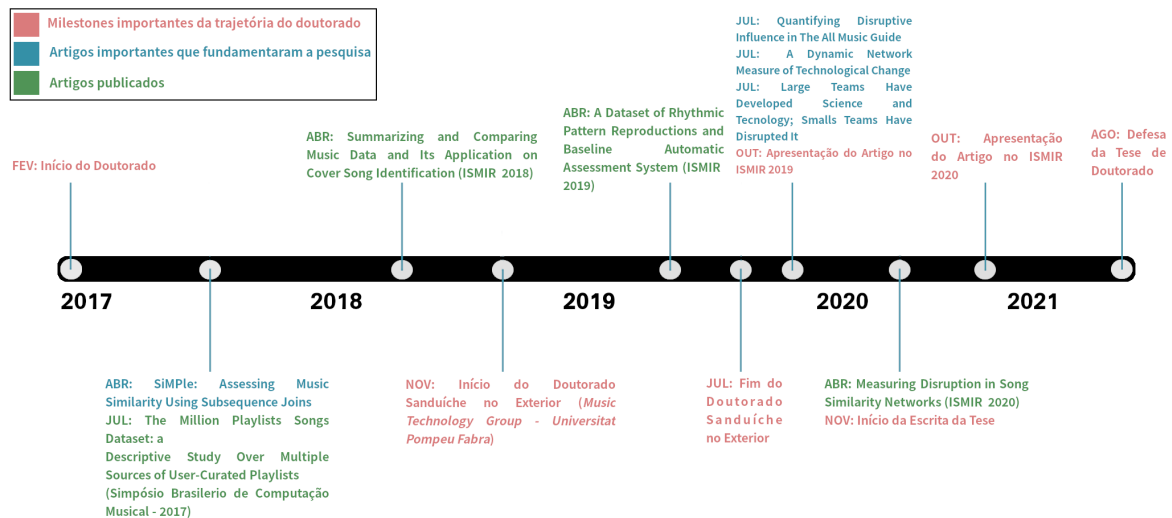 Milestones importantes da trajetória do doutorado
Artigos importantes que fundamentaram a pesquisa
Artigos publicados
FEV: Início do Doutorado
ABR: Summarizing and Comparing
Music Data and Its Application on
Cover Song Identification (ISMIR 2018)
ABR: A Dataset of Rhythmic
Pattern Reproductions and
Baseline Automatic
Assessment System (ISMIR
2019)
JUL: Quantifying Disruptive
Influence in The All Music Guide
JUL: A Dynamic Network
Measure of Technological Change
JUL: Large Teams Have
Developed Science and
Tecnology; Smalls Teams Have
Disrupted It
OUT: Apresentação do Artigo no
ISMIR 2019
OUT: Apresentação
do Artigo no ISMIR
2020
AGO: Defesa
da Tese de
Doutorado
2017
2018
2019
2020
2021
ABR: SiMPle: Assessing Music
Similarity Using Subsequence Joins
JUL: The Million Playlists Songs
Dataset: a
Descriptive Study Over Multiple
Sources of User-Curated Playlists
(Simpósio Brasilerio de Computação
Musical - 2017)
NOV: Início do Doutorado
Sanduíche no Exterior (Music
Technology Group - Universitat
Pompeu Fabra)
JUL: Fim do
Doutorado
Sanduíche
no Exterior
ABR: Measuring Disruption in Song
Similarity Networks (ISMIR 2020)
NOV: Início da Escrita da Tese